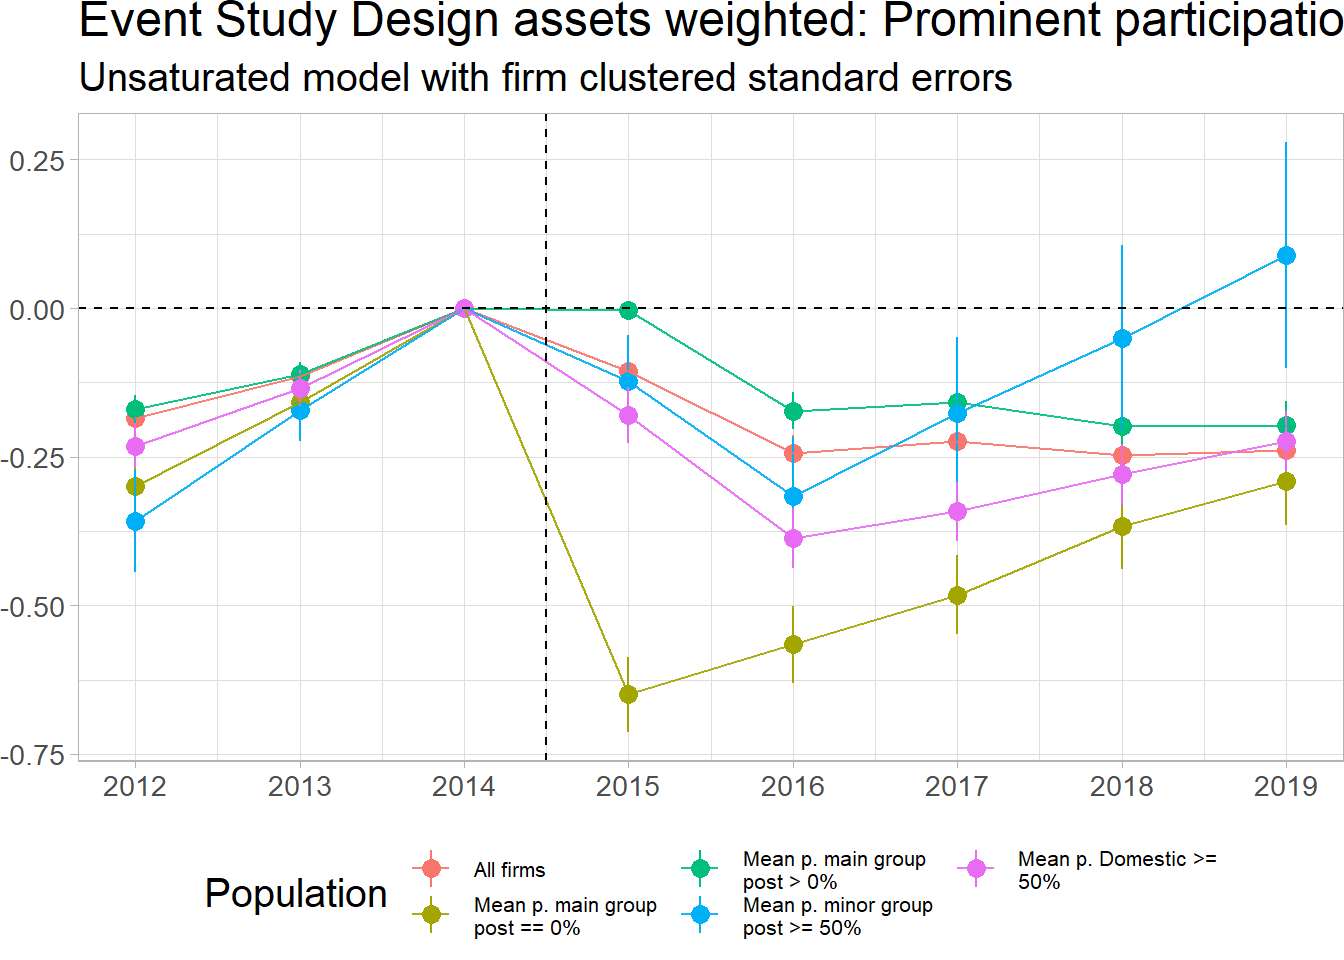 Event Study Design assets weighted: Prominent participatio
Unsaturated model with firm clustered standard errors
0.25
0.00
-0.25
-0.50
-0.75
2012 2013 2014 2015 2016 2017 2018 2019
Population
All firms
Mean p. main group
post == 0%
Mean p. main group
post > 0%
Mean p. minor group
post >= 50%
Mean p. Domestic >=
50%